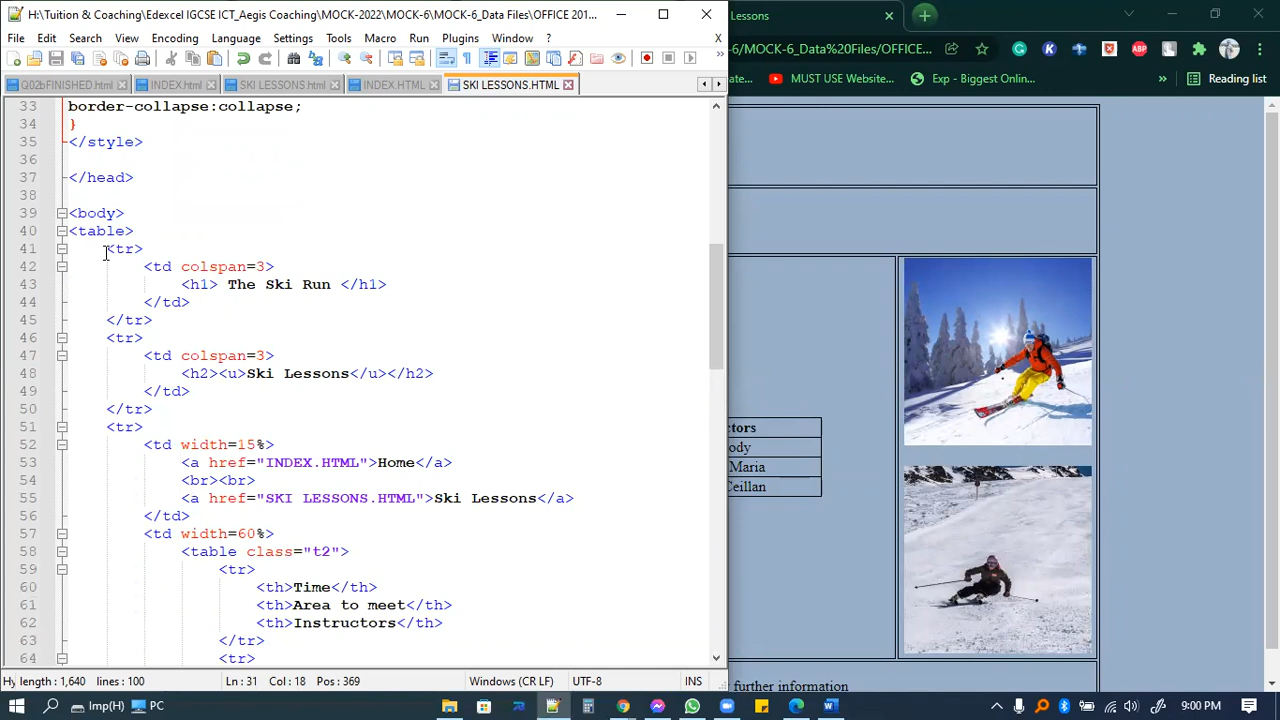 H:\Tuition & Coaching\Edexcel IGCSE ICT_Aegis Coaching\MOCK-2022\MOCK-6\MOCK-6_Data Files\OFFICE 201...
Lessons
File Edit Search View Encoding Language Settings Tools Macro Run Plugins Window ? X
-6/MOCK-6_Data%20Files/OFFICE...
ABP
Q02bFINISHED.html INDEX.html SKI LESSONS.html INDEX.HTML SKI LESSONS.HTML
MUST USE Website... Exp - Biggest Onlin... Reading list
33 border-collapse:collapse;
34 }
35 </style>
36
37 </head>
38
39 <body>
40 <table>
41 <tr>
42 <td colspan=3>
43 <h1> The Ski Run </h1>
44 </td>
45 </tr>
46 <tr>
47 <td colspan=3>
48 <h2><u>Ski Lessons</u></h2>
49 </td>
50 </tr>
51 <tr>
52 <td width=15%>
53 <a href="INDEX.HTML">Home</a>
54 <br><br>
55 <a href="SKI LESSONS.HTML">Ski Lessons</a>
56 </td>
57 <td width=60%>
58 <table class="t2">
59 <tr>
60 <th>Time</th>
61 <th>Area to meet</th>
62 <th>Instructors</th>
63 </tr>
64 <tr>
ctors
ody
Maria
Ceillan
further information
Hy length : 1,640 lines : 100 Ln : 31 Col : 18 Pos : 369 Windows (CR LF) UTF-8 INS
Imp(H) PC 9:00 PM